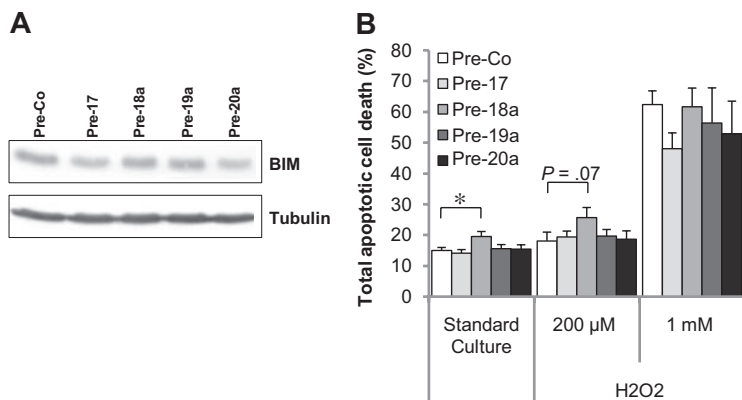 A
Pre-Co
Pre-17
Pre-18a
Pre-19a
Pre-20a
BIM
Tubulin
B
Total apoptotic cell death (%)
80
70
60
50
40
30
20
10
0
Pre-Co
Pre-17
Pre-18a
Pre-19a
Pre-20a
*
P = .07
Standard
Culture
200 µM
1 mM
H2O2